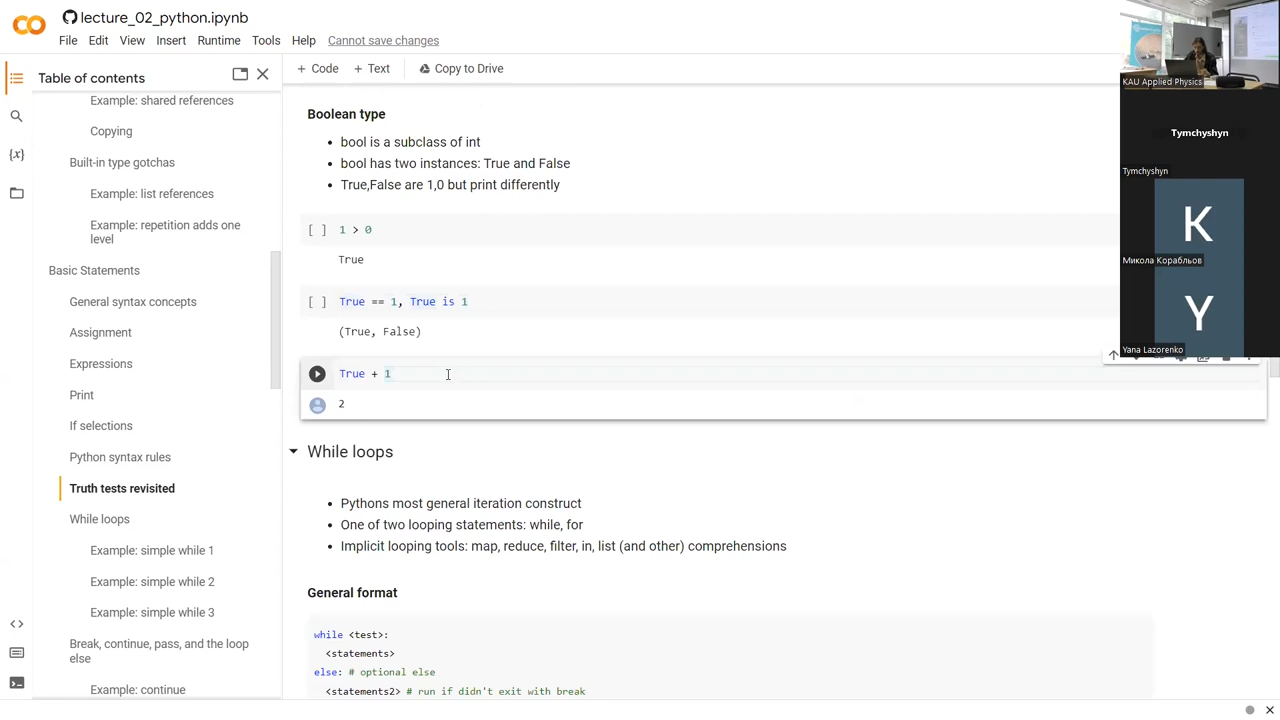 lecture_02_python.ipynb
File Edit View Insert Runtime Tools Help Cannot save changes
Table of contents
+ Code + Text Copy to Drive
Example: shared references
Copying
Built-in type gotchas
Example: list references
Example: repetition adds one
level
Basic Statements
General syntax concepts
Assignment
Expressions
Print
If selections
Python syntax rules
Truth tests revisited
While loops
Example: simple while 1
Example: simple while 2
Example: simple while 3
Break, continue, pass, and the loop
else
Example: continue
Boolean type
• bool is a subclass of int
• bool has two instances: True and False
• True,False are 1,0 but print differently
[ ] 1 > 0
True
[ ] True == 1, True is 1
(True, False)
True + 1
2
While loops
• Pythons most general iteration construct
• One of two looping statements: while, for
• Implicit looping tools: map, reduce, filter, in, list (and other) comprehensions
General format
while <test>:
<statements>
else: # optional else
<statements2> # run if didn't exit with break
KAU Applied Physics
Tymchyshyn
Tymchyshyn
K
Микола Корабльов
Y
Yana Lazorenko